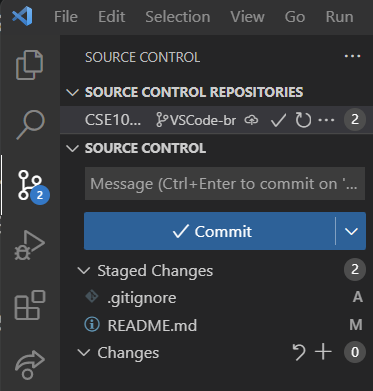 File Edit Selection View Go Run
SOURCE CONTROL ···
SOURCE CONTROL REPOSITORIES
CSE10... VSCode-br ··· 2
SOURCE CONTROL
Message (Ctrl+Enter to commit on '...
2
Commit
Staged Changes 2
.gitignore A
README.md M
Changes 0